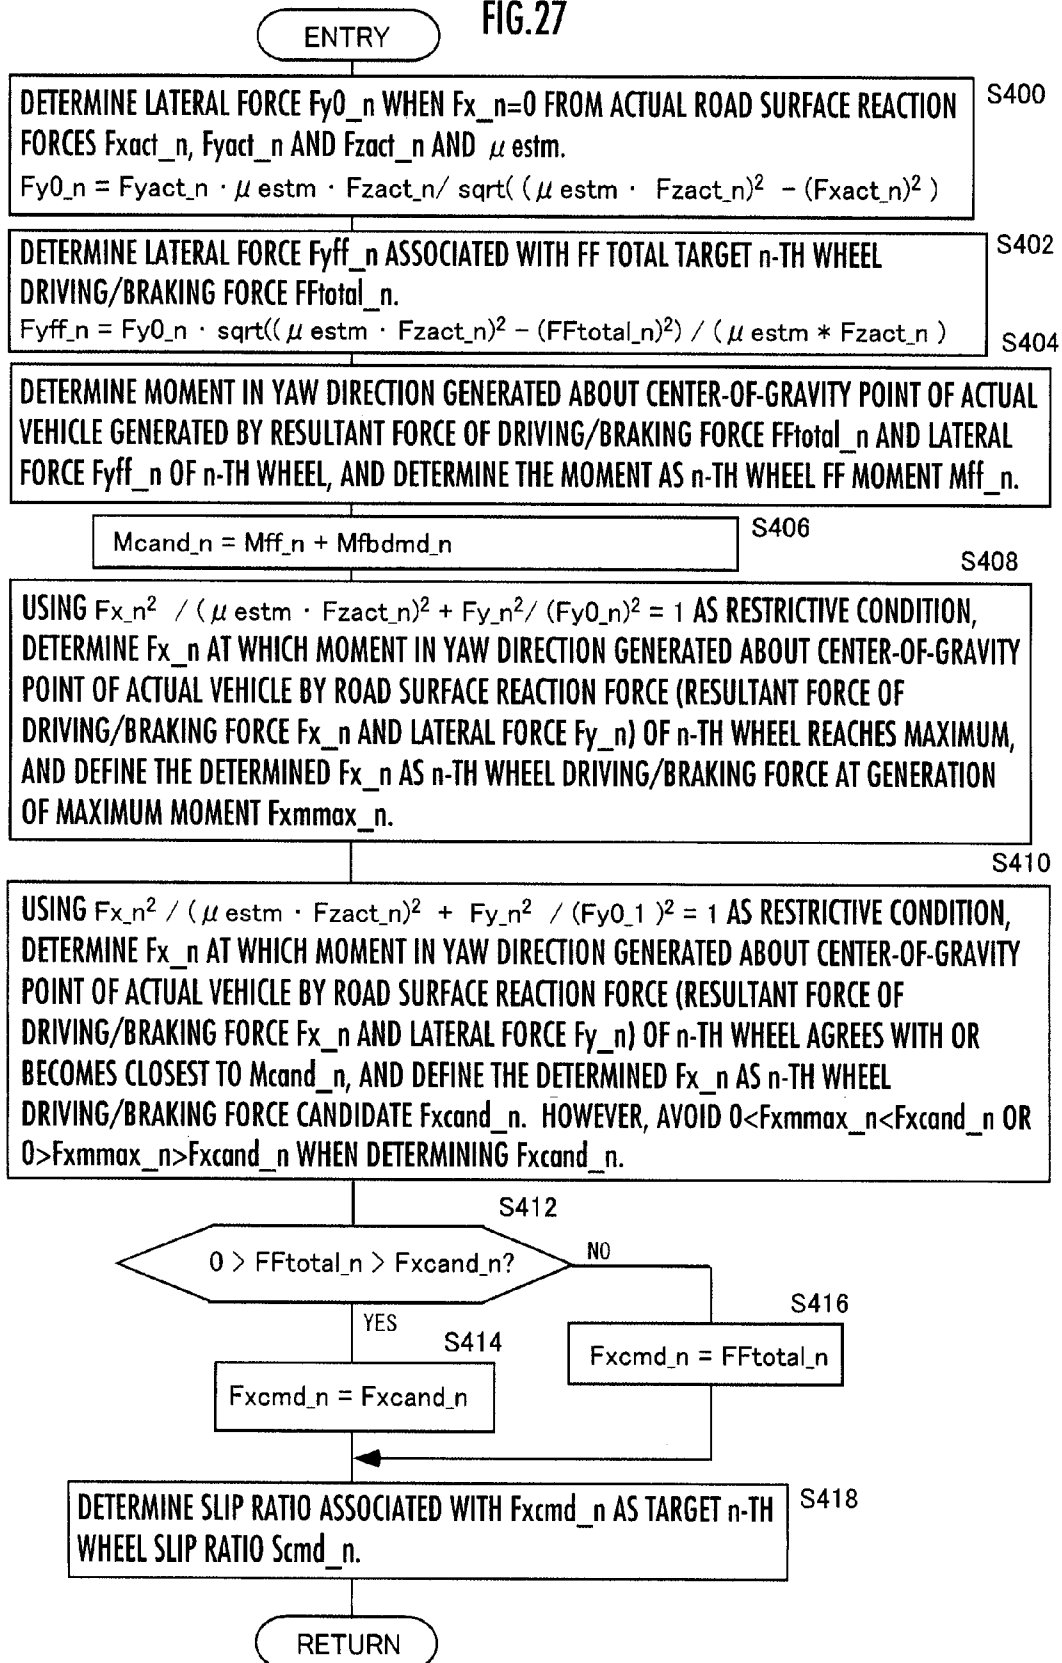 FIG.27
ENTRY
S400
DETERMINE LATERAL FORCE Fy0_n WHEN Fx_n=0 FROM ACTUAL ROAD SURFACE REACTION
FORCES Fxact_n, Fyact_n AND Fzact_n AND μ estm.
Fy0_n = Fyact_n · μ estm · Fzact_n/ sqrt( (μ estm · Fzact_n)² - (Fxact_n)² )
S402
DETERMINE LATERAL FORCE Fyff_n ASSOCIATED WITH FF TOTAL TARGET n-TH WHEEL
DRIVING/BRAKING FORCE FFtotal_n.
Fyff_n = Fy0_n · sqrt((μ estm · Fzact_n)² - (FFtotal_n)²) / (μ estm * Fzact_n )
S404
DETERMINE MOMENT IN YAW DIRECTION GENERATED ABOUT CENTER-OF-GRAVITY POINT OF ACTUAL
VEHICLE GENERATED BY RESULTANT FORCE OF DRIVING/BRAKING FORCE FFtotal_n AND LATERAL
FORCE Fyff_n OF n-TH WHEEL, AND DETERMINE THE MOMENT AS n-TH WHEEL FF MOMENT Mff_n.
S406
Mcand_n = Mff_n + Mfbdmd_n
S408
USING Fx_n² / (μ estm · Fzact_n)² + Fy_n²/ (Fy0_n)² = 1 AS RESTRICTIVE CONDITION,
DETERMINE Fx_n AT WHICH MOMENT IN YAW DIRECTION GENERATED ABOUT CENTER-OF-GRAVITY
POINT OF ACTUAL VEHICLE BY ROAD SURFACE REACTION FORCE (RESULTANT FORCE OF
DRIVING/BRAKING FORCE Fx_n AND LATERAL FORCE Fy_n) OF n-TH WHEEL REACHES MAXIMUM,
AND DEFINE THE DETERMINED Fx_n AS n-TH WHEEL DRIVING/BRAKING FORCE AT GENERATION
OF MAXIMUM MOMENT Fxmmax_n.
S410
USING Fx_n² / (μ estm · Fzact_n)² + Fy_n² / (Fy0_1 )² = 1 AS RESTRICTIVE CONDITION,
DETERMINE Fx_n AT WHICH MOMENT IN YAW DIRECTION GENERATED ABOUT CENTER-OF-GRAVITY
POINT OF ACTUAL VEHICLE BY ROAD SURFACE REACTION FORCE (RESULTANT FORCE OF
DRIVING/BRAKING FORCE Fx_n AND LATERAL FORCE Fy_n) OF n-TH WHEEL AGREES WITH OR
BECOMES CLOSEST TO Mcand_n, AND DEFINE THE DETERMINED Fx_n AS n-TH WHEEL
DRIVING/BRAKING FORCE CANDIDATE Fxcand_n. HOWEVER, AVOID 0<Fxmmax_n<Fxcand_n OR
0>Fxmmax_n>Fxcand_n WHEN DETERMINING Fxcand_n.
S412
0 > FFtotal_n > Fxcand_n?
NO
YES
S416
Fxcmd_n = FFtotal_n
S414
Fxcmd_n = Fxcand_n
S418
DETERMINE SLIP RATIO ASSOCIATED WITH Fxcmd_n AS TARGET n-TH
WHEEL SLIP RATIO Scmd_n.
RETURN